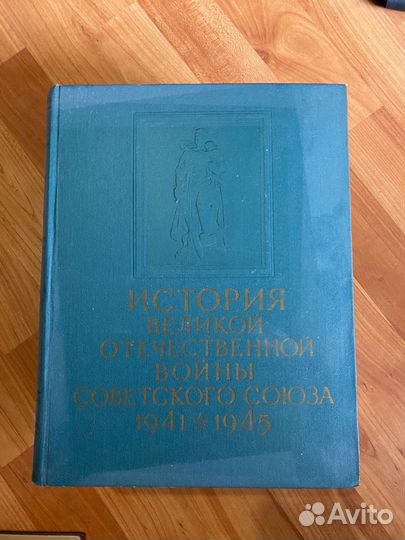 ИСТОРИЯ
ВЕЛИКОЙ
ОТЕЧЕСТВЕННОЙ
ВОЙНЫ
СОВЕТСКОГО СОЮЗА
1941 ☆ 1945
Avito